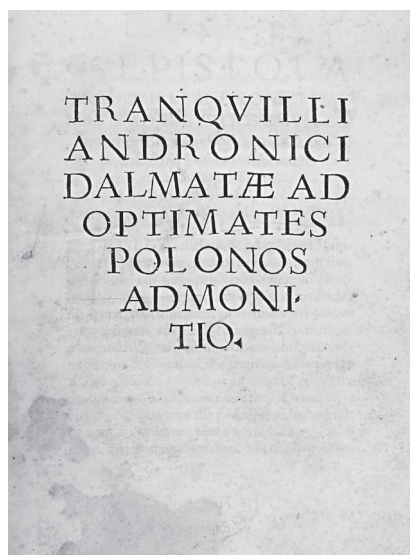 TRANQVILLI
ANDRONICI
DALMATÆ AD
OPTIMATES
POLONOS
ADMONI-
TIO.